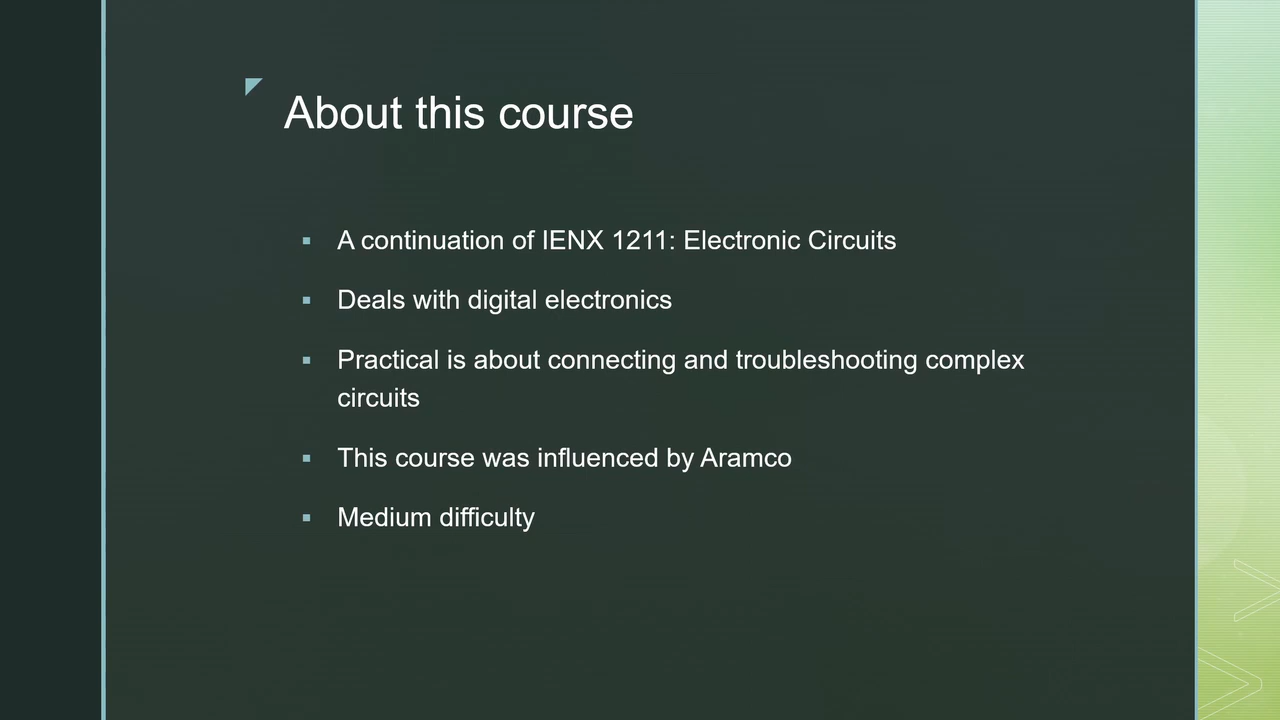 About this course
A continuation of IENX 1211: Electronic Circuits
Deals with digital electronics
Practical is about connecting and troubleshooting complex
circuits
This course was influenced by Aramco
Medium difficulty